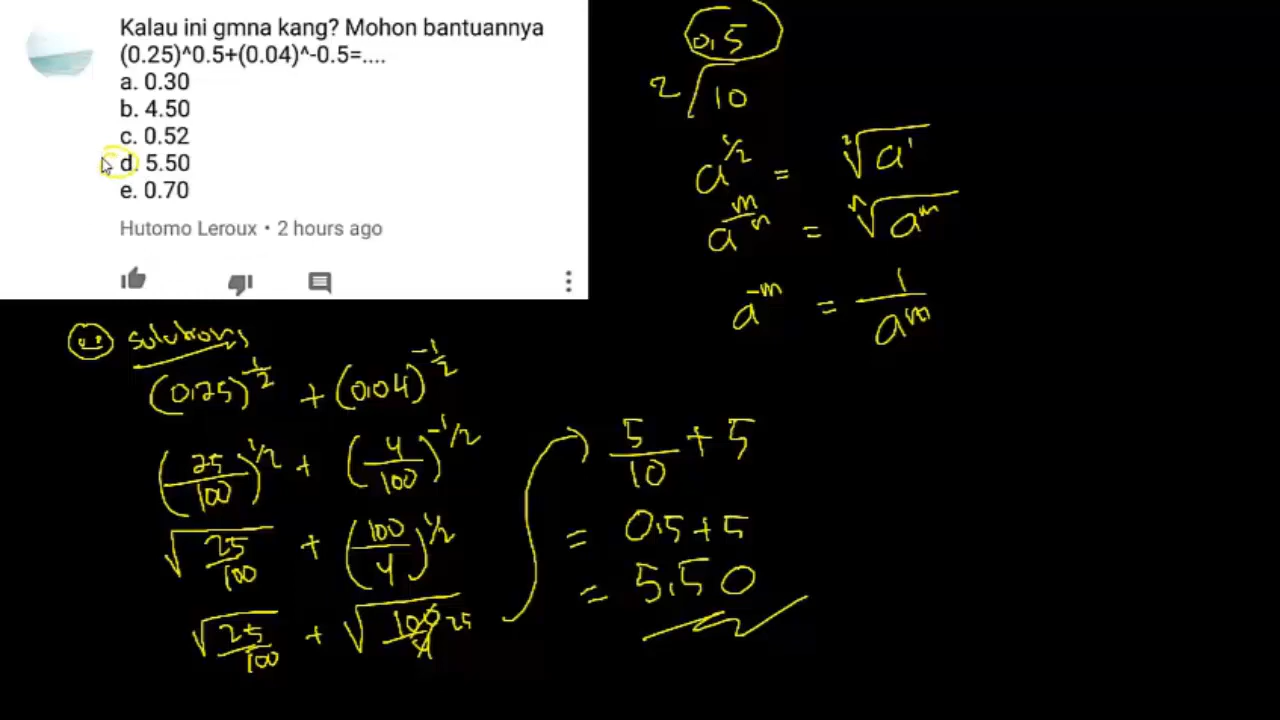 Kalau ini gmna kang? Mohon bantuannya
(0.25)^0.5+(0.04)^-0.5=....
a. 0.30
b. 4.50
c. 0.52
d. 5.50
e. 0.70
Hutomo Leroux • 2 hours ago
0,5
2 √10
a^1/2 = ²√a¹
a^m/n = ⁿ√a^m
a^-m = 1/a^m
solutions
(0,25)^1/2 + (0,04)^-1/2
(25/100)^1/2 + (4/100)^-1/2
√25/100 + (100/4)^1/2
√25/100 + √100/4 25
5/10 + 5
= 0,5 + 5
= 5,50